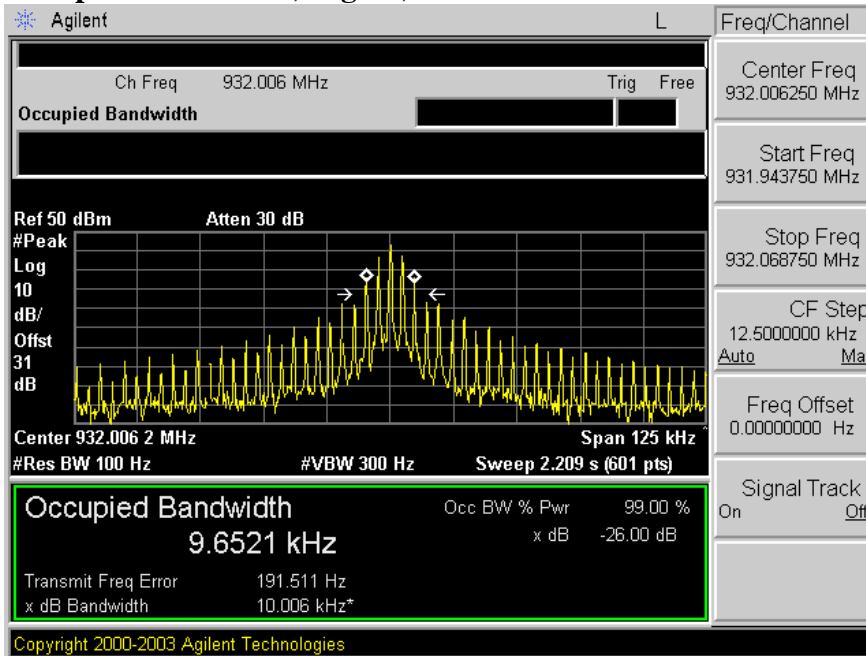 Agilent L Freq/Channel
Ch Freq 932.006 MHz Trig Free
Occupied Bandwidth
Center Freq
932.006250 MHz
Start Freq
931.943750 MHz
Stop Freq
932.068750 MHz
CF Step
12.5000000 kHz
Auto Ma
Freq Offset
0.00000000 Hz
Signal Track
On Off
Ref 50 dBm Atten 30 dB
#Peak
Log
10
dB/
Offst
31
dB
Center 932.006 2 MHz Span 125 kHz
#Res BW 100 Hz #VBW 300 Hz Sweep 2.209 s (601 pts)
Occupied Bandwidth Occ BW % Pwr 99.00 %
9.6521 kHz x dB -26.00 dB
Transmit Freq Error 191.511 Hz
x dB Bandwidth 10.006 kHz*
Copyright 2000-2003 Agilent Technologies